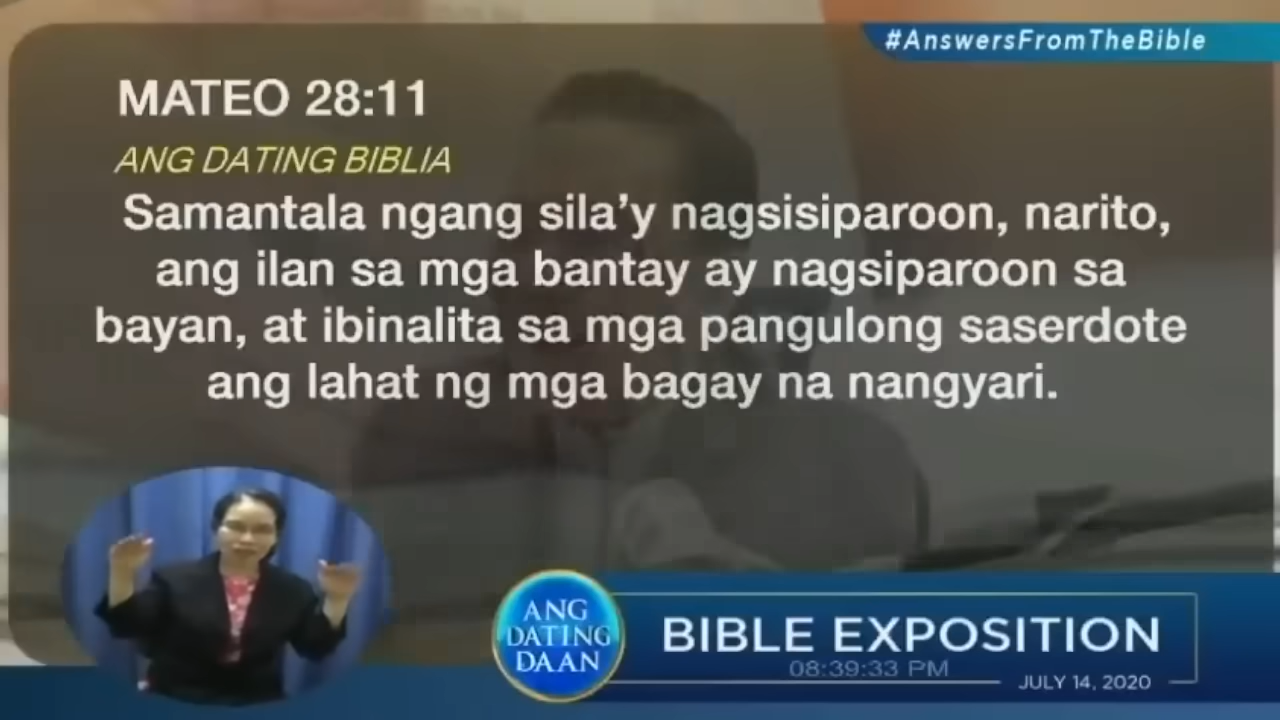 #AnswersFromTheBible
MATEO 28:11
ANG DATING BIBLIA
Samantala ngang sila’y nagsisiparoon, narito,
ang ilan sa mga bantay ay nagsiparoon sa
bayan, at ibinalita sa mga pangulong saserdote
ang lahat ng mga bagay na nangyari.
ANG
DATING
DAAN
BIBLE EXPOSITION
08:39:33 PM
JULY 14, 2020